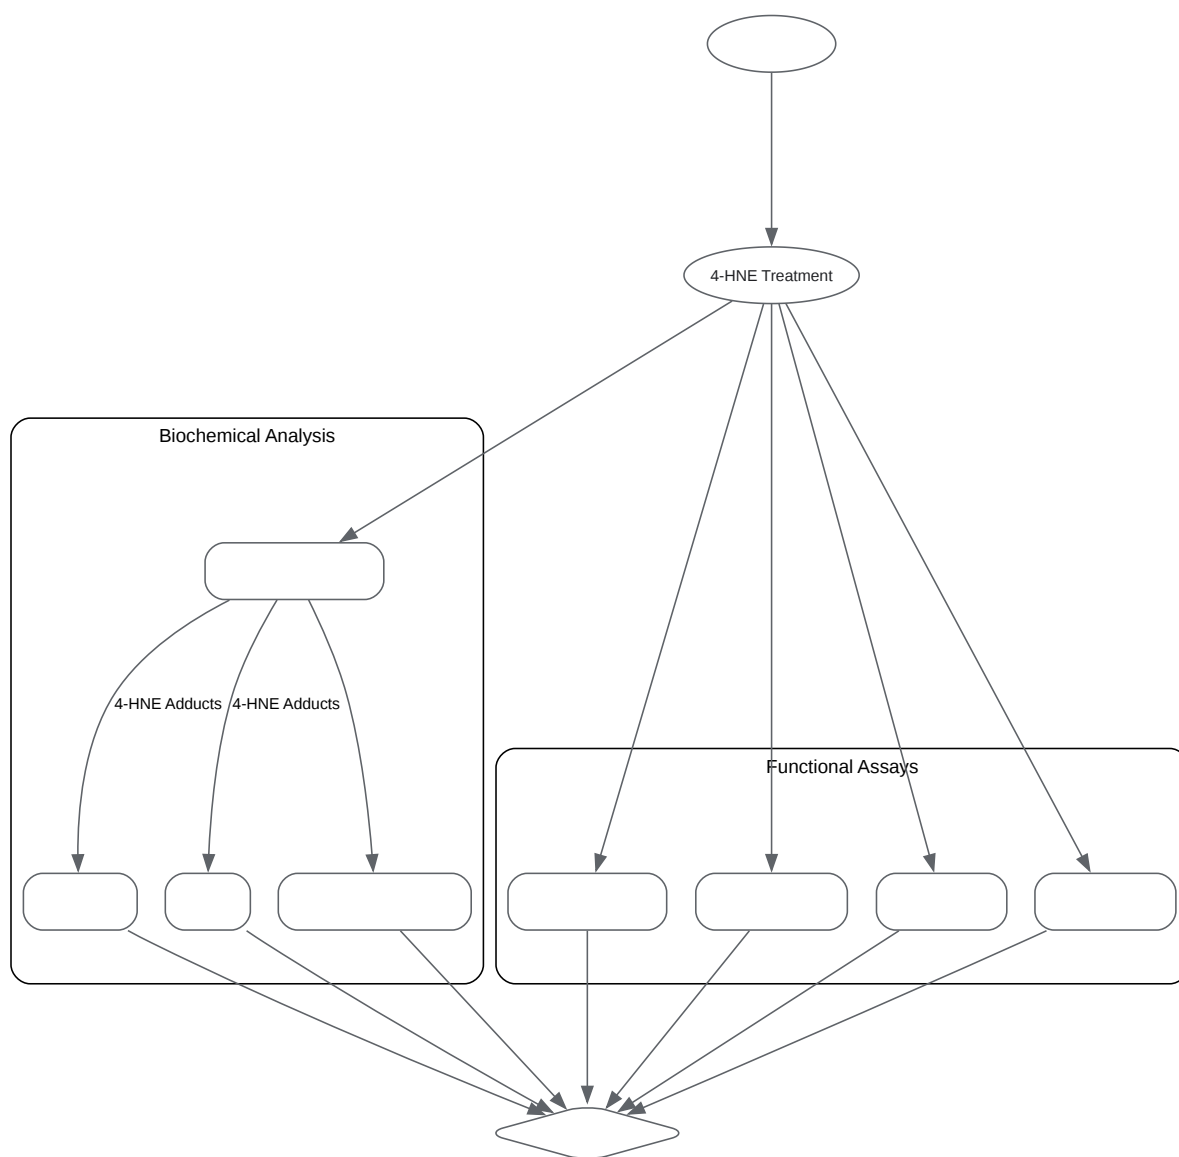 4-HNE Treatment
Biochemical Analysis
4-HNE Adducts
4-HNE Adducts
Functional Assays